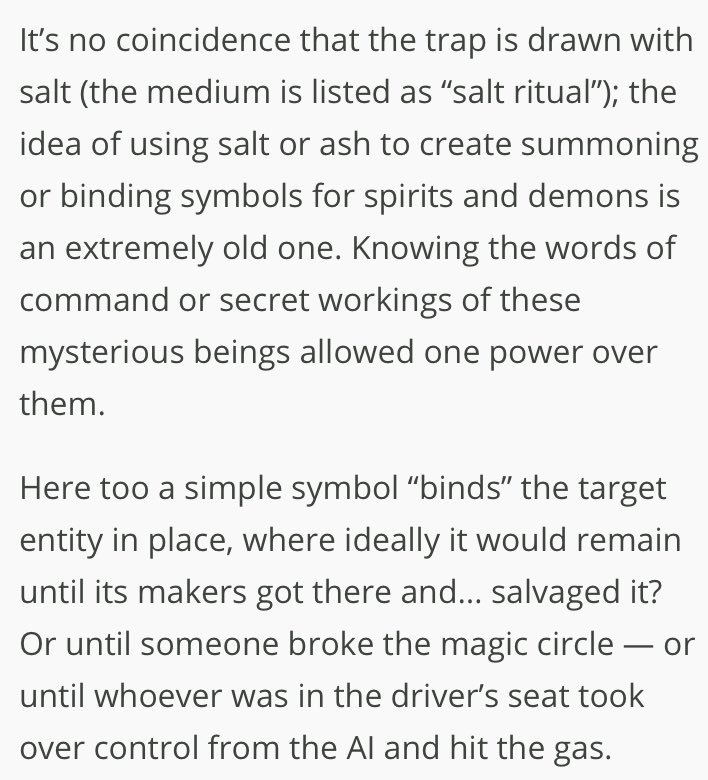 It’s no coincidence that the trap is drawn with
salt (the medium is listed as “salt ritual”); the
idea of using salt or ash to create summoning
or binding symbols for spirits and demons is
an extremely old one. Knowing the words of
command or secret workings of these
mysterious beings allowed one power over
them.
Here too a simple symbol “binds” the target
entity in place, where ideally it would remain
until its makers got there and… salvaged it?
Or until someone broke the magic circle — or
until whoever was in the driver’s seat took
over control from the AI and hit the gas.